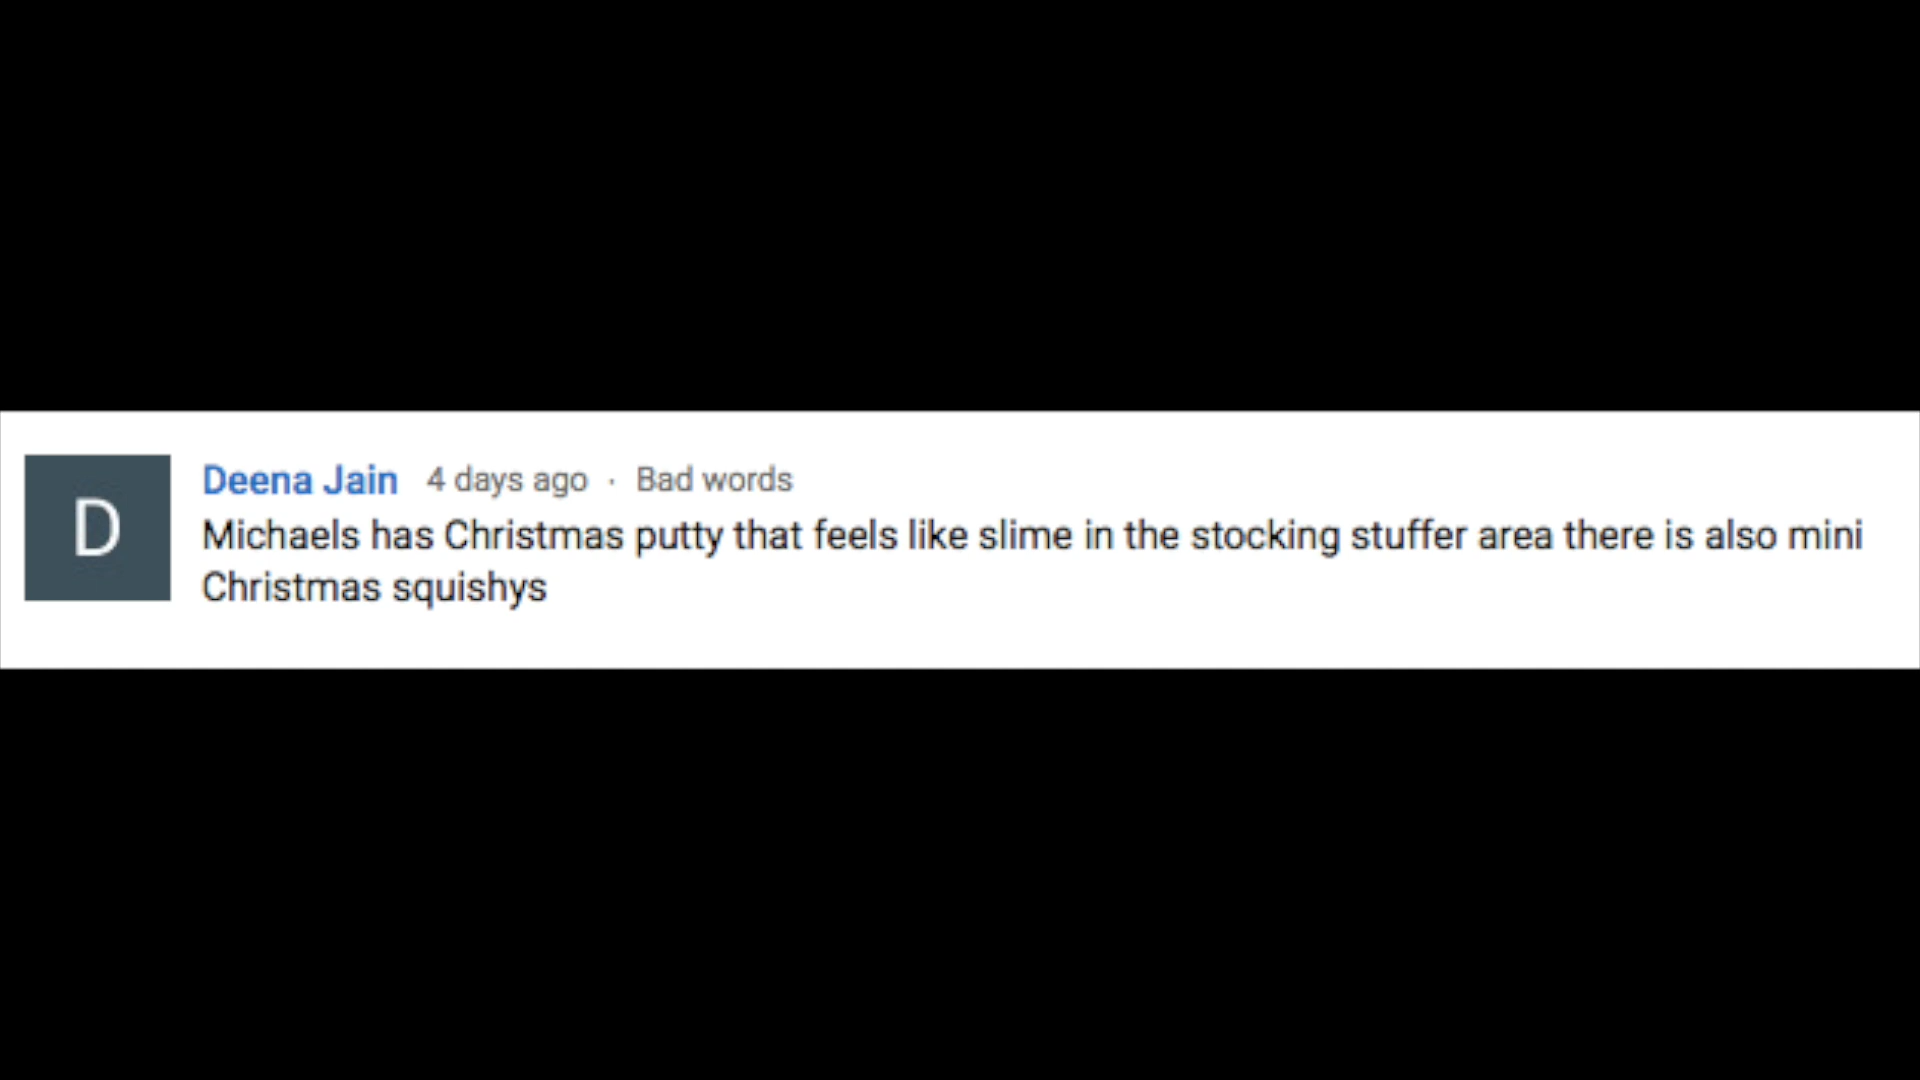 D
Deena Jain 4 days ago · Bad words
Michaels has Christmas putty that feels like slime in the stocking stuffer area there is also mini
Christmas squishys